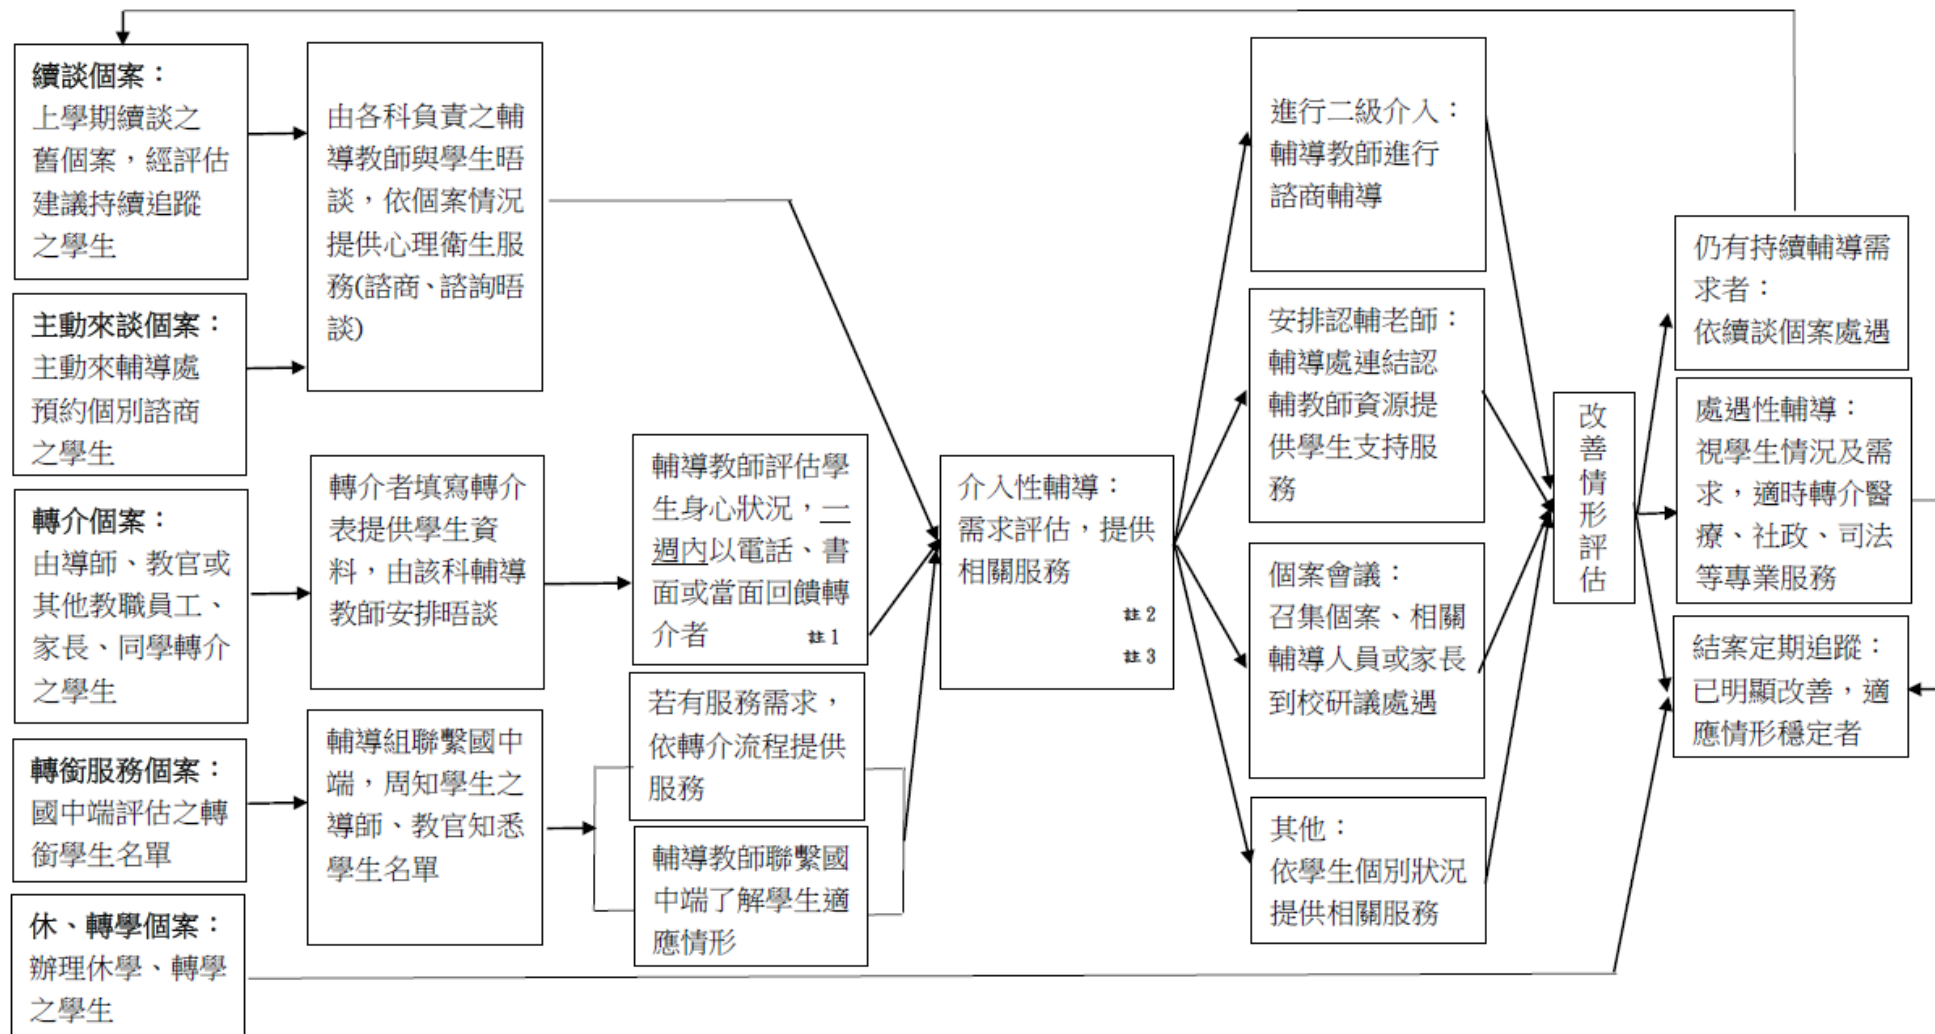 續談個案：
上學期續談之
舊個案，經評估
建議持續追蹤
之學生
主動來談個案：
主動來輔導處
預約個別諮商
之學生
轉介個案：
由導師、教官或
其他教職員工、
家長、同學轉介
之學生
轉銜服務個案：
國中端評估之轉
銜學生名單
休、轉學個案：
辦理休學、轉學
之學生
由各科負責之輔
導教師與學生晤
談，依個案情況
提供心理衛生服
務(諮商、諮詢晤
談)
轉介者填寫轉介
表提供學生資
料，由該科輔導
教師安排晤談
輔導組聯繫國中
端，周知學生之
導師、教官知悉
學生名單
輔導教師評估學
生身心狀況，一
週內以電話、書
面或當面回饋轉
介者 註1
若有服務需求，
依轉介流程提供
服務
輔導教師聯繫國
中端了解學生適
應情形
介入性輔導：
需求評估，提供
相關服務
註2
註3
進行二級介入：
輔導教師進行
諮商輔導
安排認輔老師：
輔導處連結認
輔教師資源提
供學生支持服
務
個案會議：
召集個案、相關
輔導人員或家長
到校研議處遇
其他：
依學生個別狀況
提供相關服務
改
善
情
形
評
估
仍有持續輔導需
求者：
依續談個案處遇
處遇性輔導：
視學生情況及需
求，適時轉介醫
療、社政、司法
等專業服務
結案定期追蹤：
已明顯改善，適
應情形穩定者